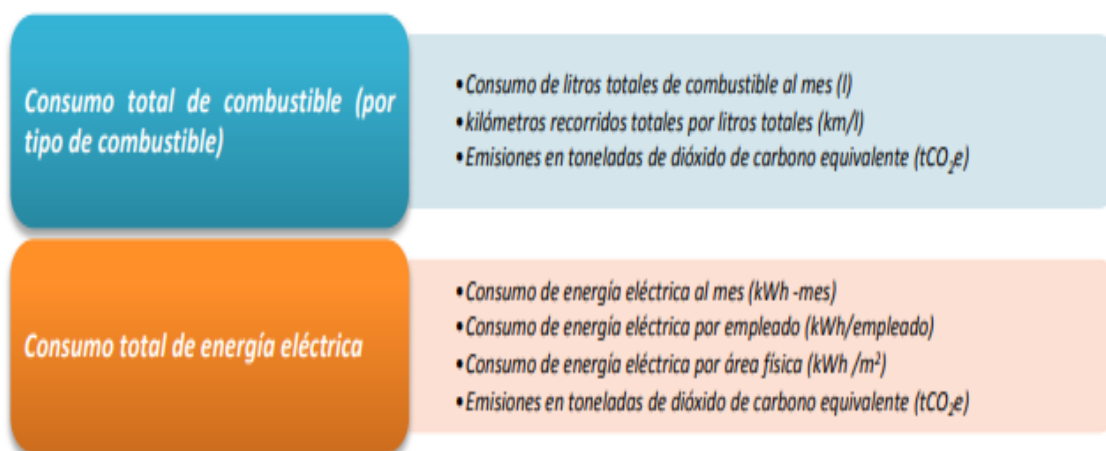 Consumo total de combustible (por
tipo de combustible)
•Consumo de litros totales de combustible al mes (l)
•kilómetros recorridos totales por litros totales (km/l)
•Emisiones en toneladas de dióxido de carbono equivalente (tCO₂e)
Consumo total de energía eléctrica
•Consumo de energía eléctrica al mes (kWh -mes)
•Consumo de energía eléctrica por empleado (kWh/empleado)
•Consumo de energía eléctrica por área física (kWh /m²)
•Emisiones en toneladas de dióxido de carbono equivalente (tCO₂e)